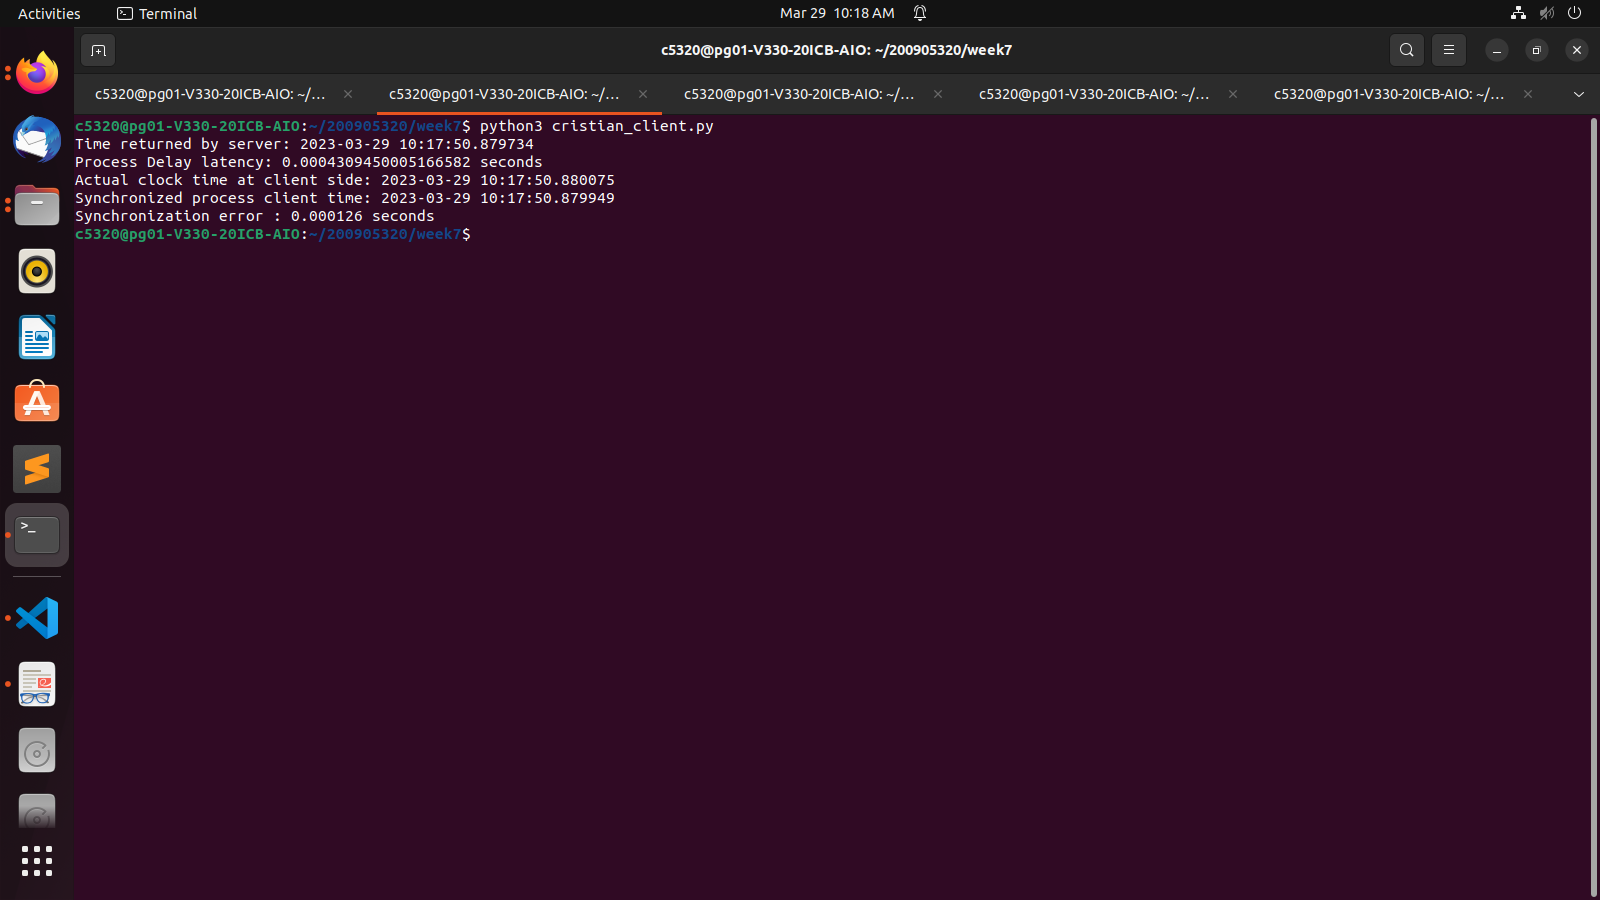 Activities
Terminal
Mar 29 10:18 AM
c5320@pg01-V330-20ICB-AIO: ~/200905320/week7
c5320@pg01-V330-20ICB-AIO: ~/...
c5320@pg01-V330-20ICB-AIO: ~/...
c5320@pg01-V330-20ICB-AIO: ~/...
c5320@pg01-V330-20ICB-AIO: ~/...
c5320@pg01-V330-20ICB-AIO: ~/...
c5320@pg01-V330-20ICB-AIO:~/200905320/week7$ python3 cristian_client.py
Time returned by server: 2023-03-29 10:17:50.879734
Process Delay latency: 0.0004309450005166582 seconds
Actual clock time at client side: 2023-03-29 10:17:50.880075
Synchronized process client time: 2023-03-29 10:17:50.879949
Synchronization error : 0.000126 seconds
c5320@pg01-V330-20ICB-AIO:~/200905320/week7$